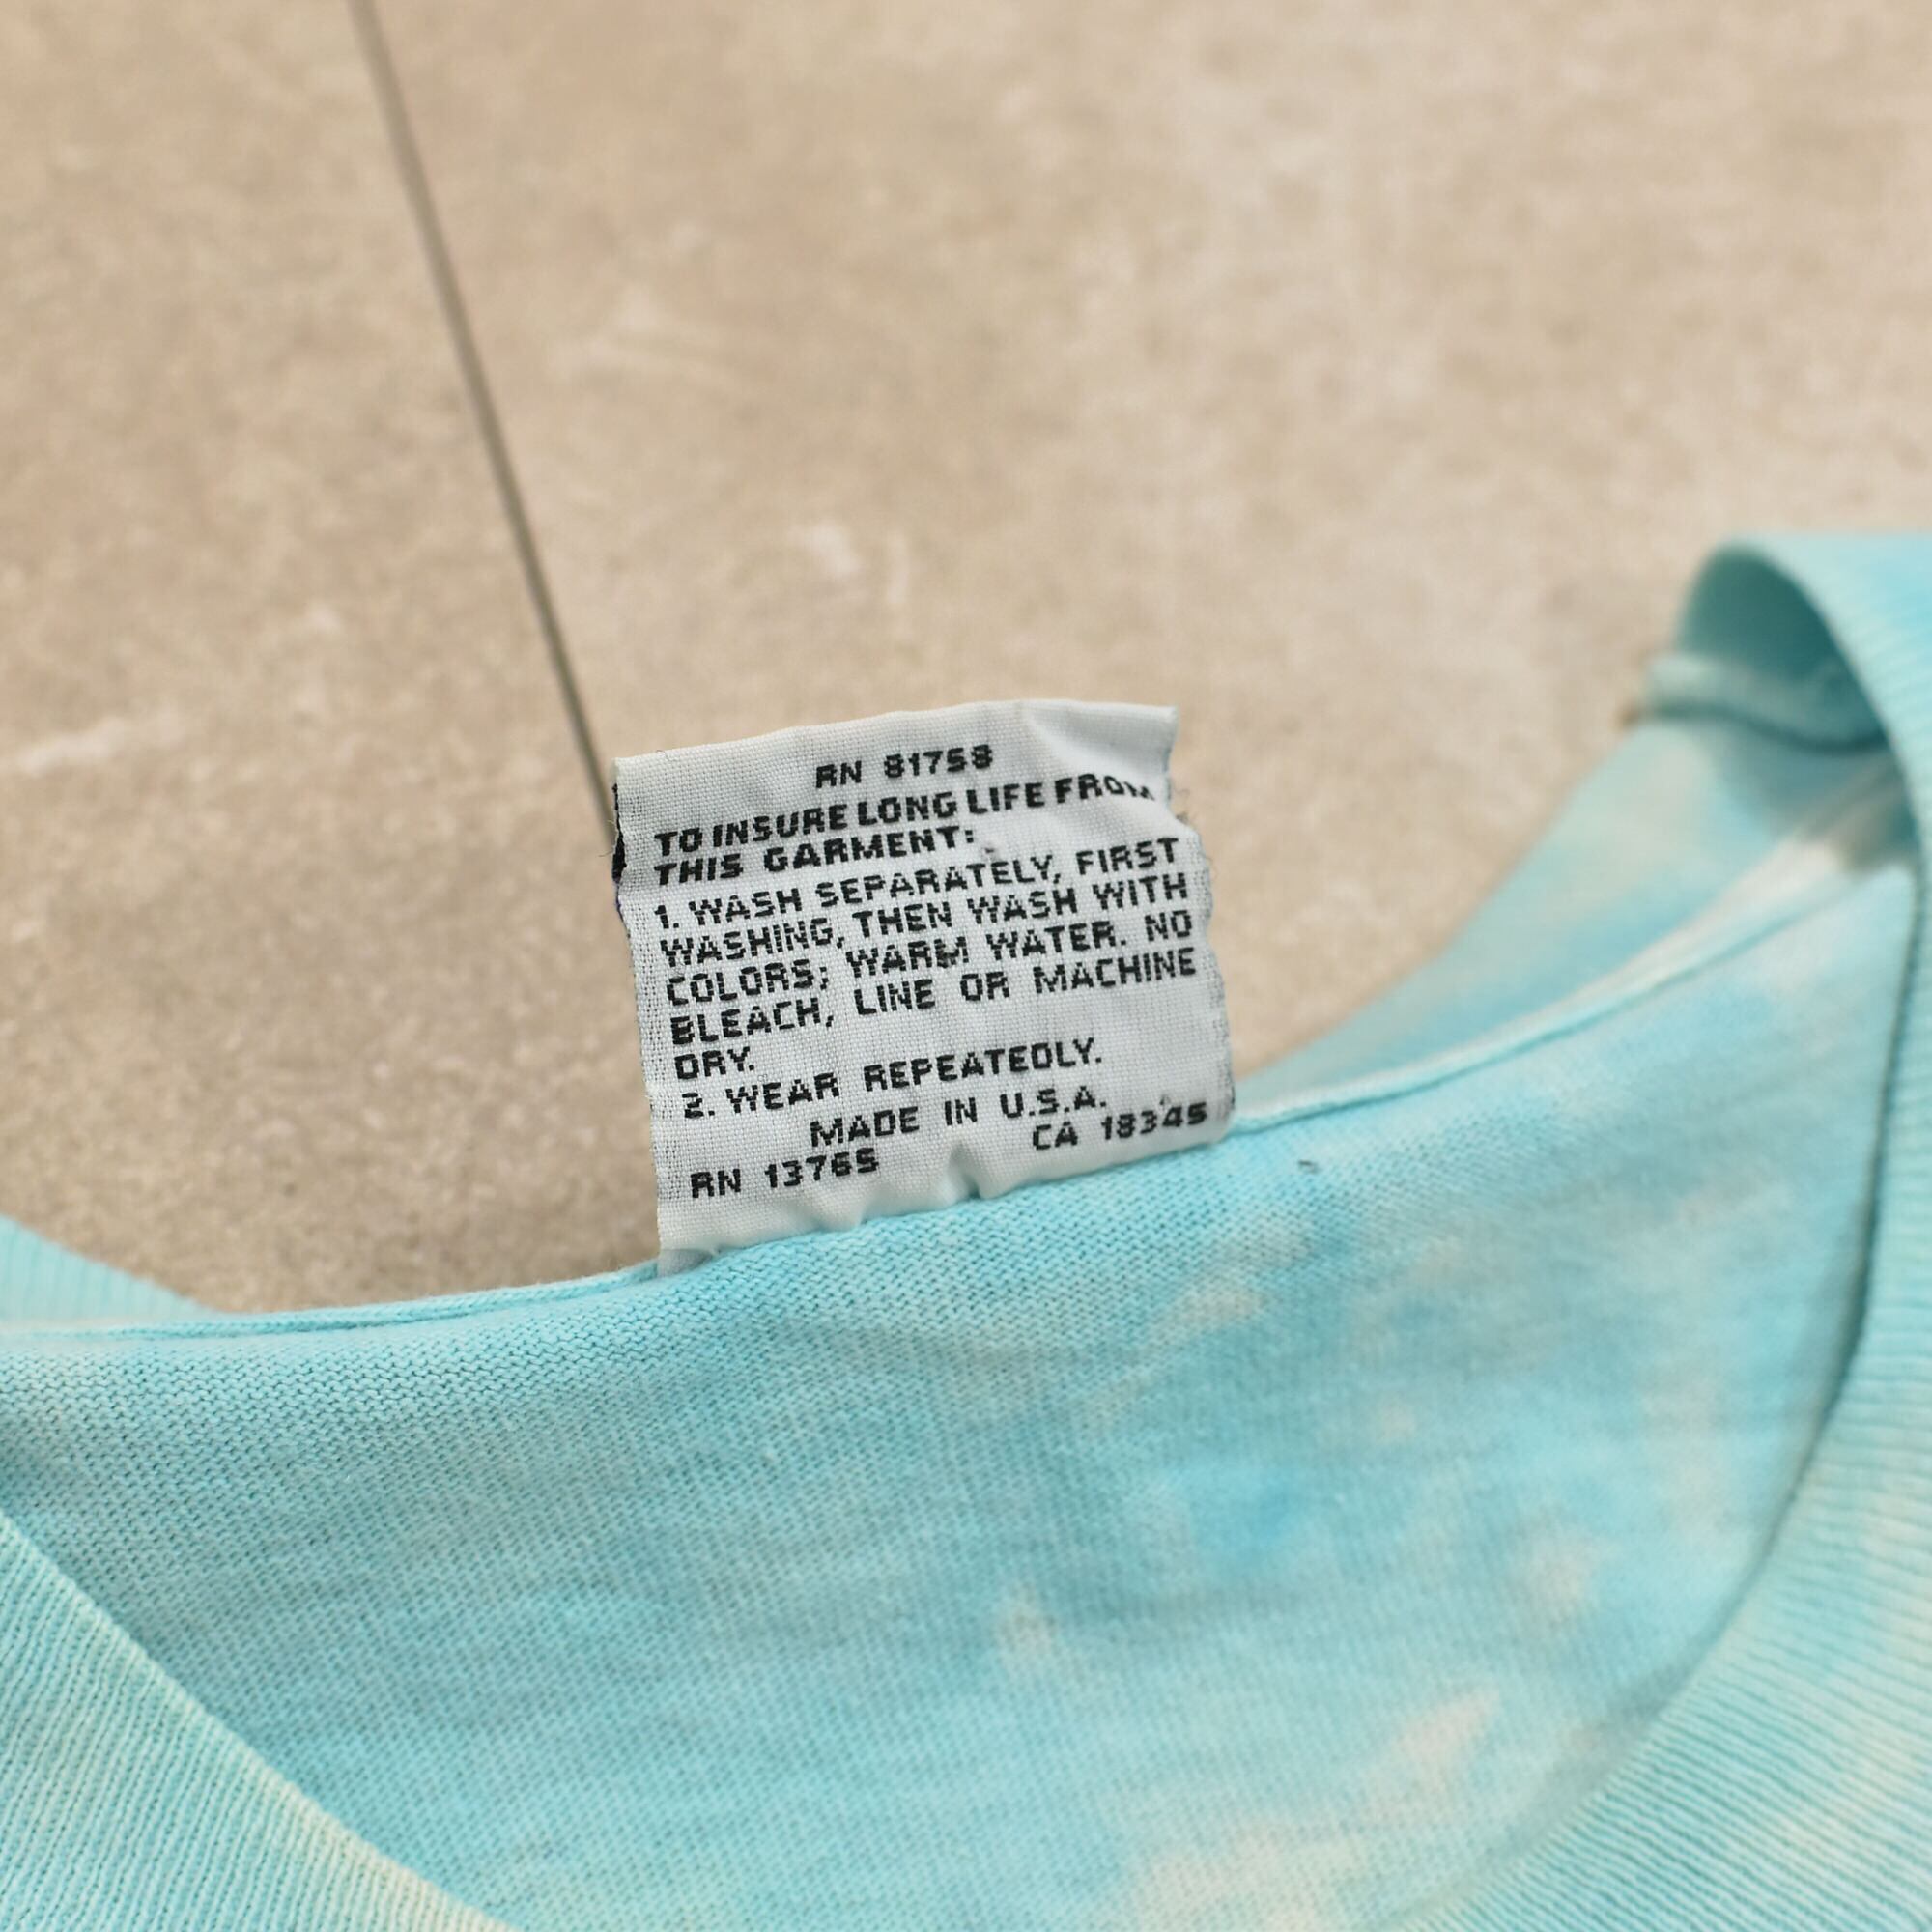 RN 81758
TO INSURE LONG LIFE FROM
THIS GARMENT:
1. WASH SEPARATELY, FIRST
WASHING, THEN WASH WITH
COLORS; WARM WATER. NO
BLEACH, LINE OR MACHINE
DRY.
2. WEAR REPEATEDLY.
MADE IN U.S.A.
RN 13765 CA 18345